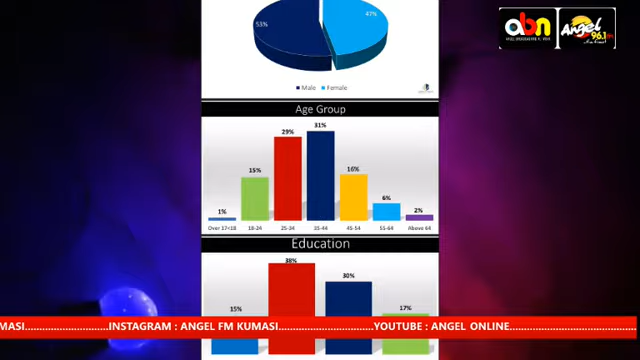 53%
47%
Male Female
Age Group
1%
15%
29%
31%
16%
6%
2%
Over 17<18 18-24 25-34 35-44 45-54 55-64 Above 64
Education
15%
38%
30%
17%
abn
Angel
96.1 FM
MASI..............................INSTAGRAM : ANGEL FM KUMASI..............................YOUTUBE : ANGEL ONLINE..............................